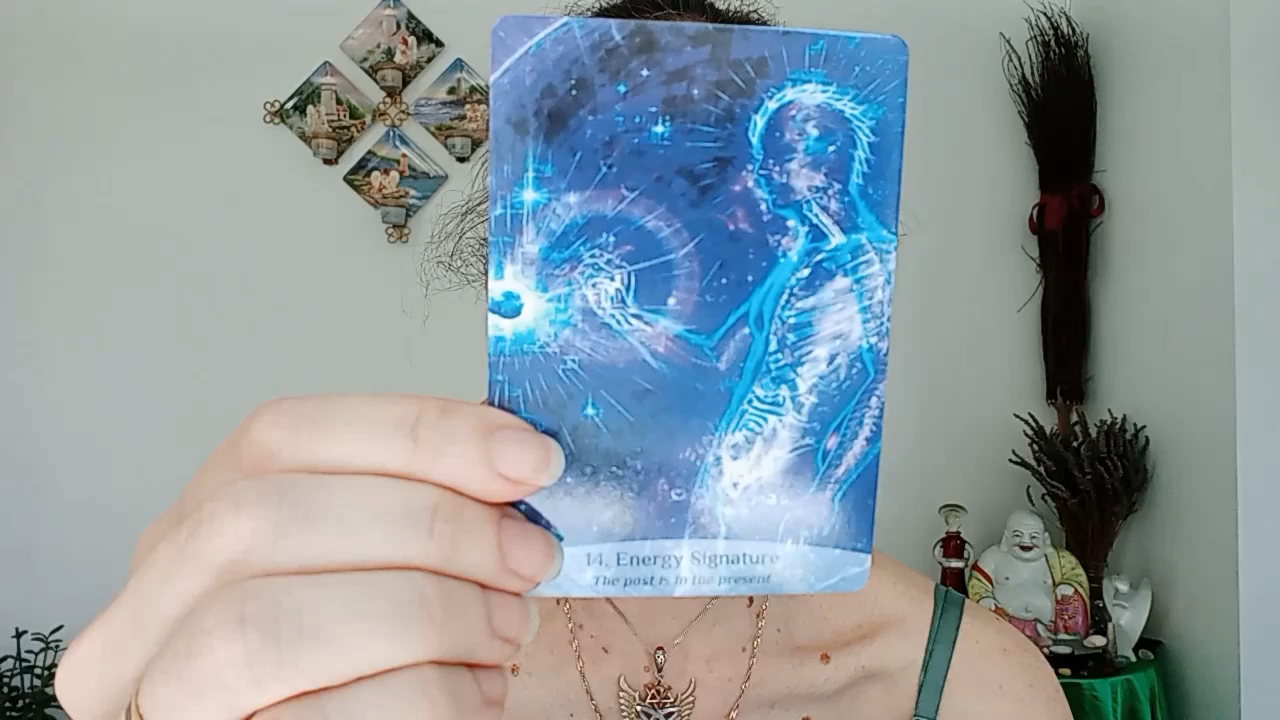 14. Energy Signature
The past is in the present